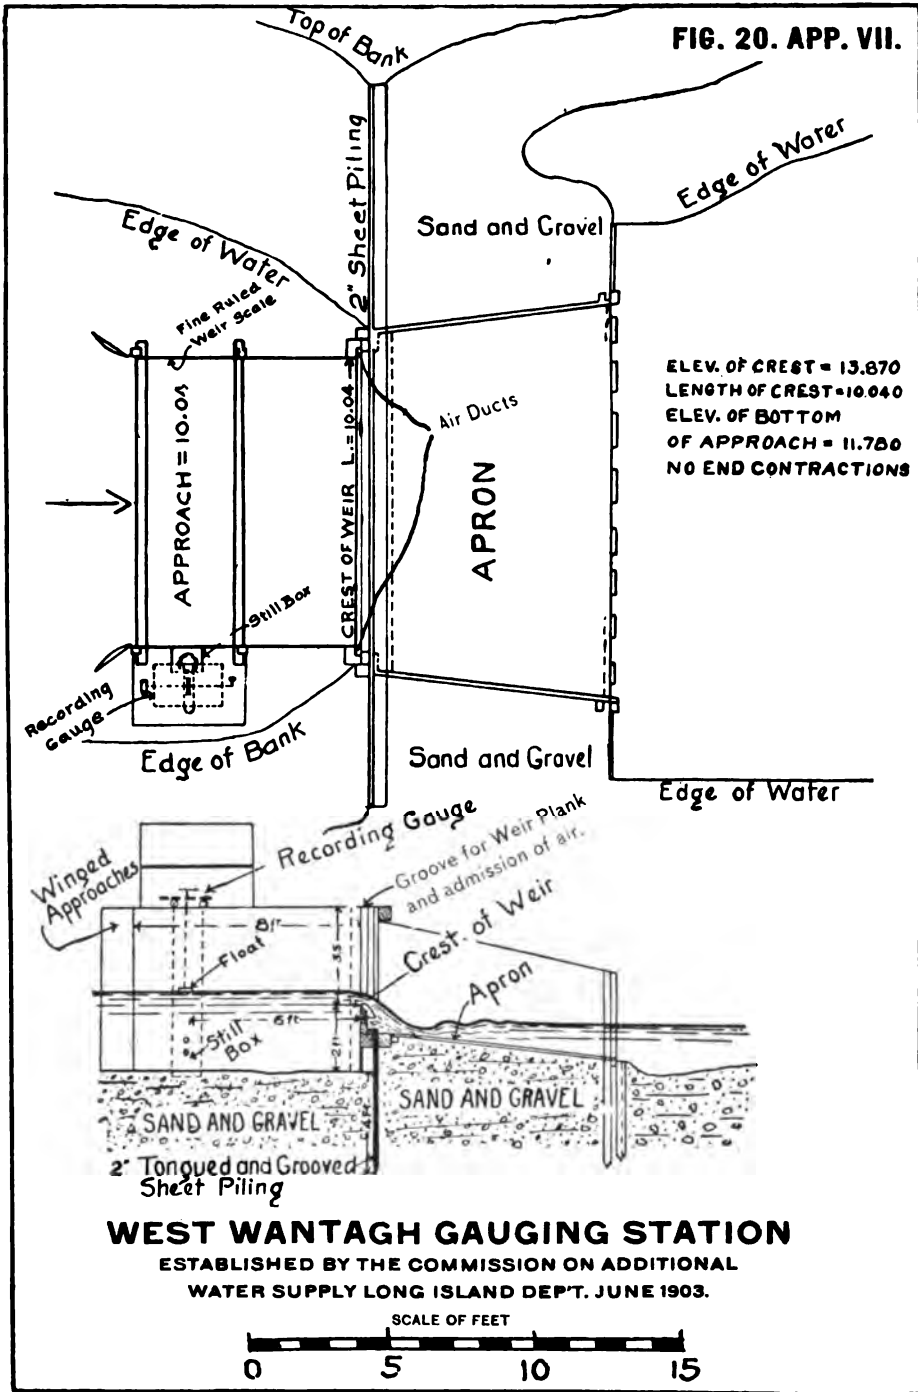 FIG. 20. APP. VII.
Top of Bank
2" Sheet Piling
Edge of Water
Edge of Water
Sand and Gravel
Fine Ruled
Weir Scale
ELEV. OF CREST = 13.870
LENGTH OF CREST = 10.040
ELEV. OF BOTTOM
OF APPROACH = 11.780
NO END CONTRACTIONS
Air Ducts
APPROACH = 10.04
CREST OF WEIR L. = 10.04
APRON
Still Box
Recording
Gauge
Edge of Bank
Sand and Gravel
Edge of Water
Recording Gauge
Groove for Weir Plank
and admission of air.
Winged
Approaches
8ft
3.5
Crest. of Weir
Float
Apron
6ft
Still
Box
2ft
SAND AND GRAVEL
SAND AND GRAVEL
2" Tongued and Grooved
Sheet Piling
WEST WANTAGH GAUGING STATION
ESTABLISHED BY THE COMMISSION ON ADDITIONAL
WATER SUPPLY LONG ISLAND DEP'T. JUNE 1903.
SCALE OF FEET
0 5 10 15